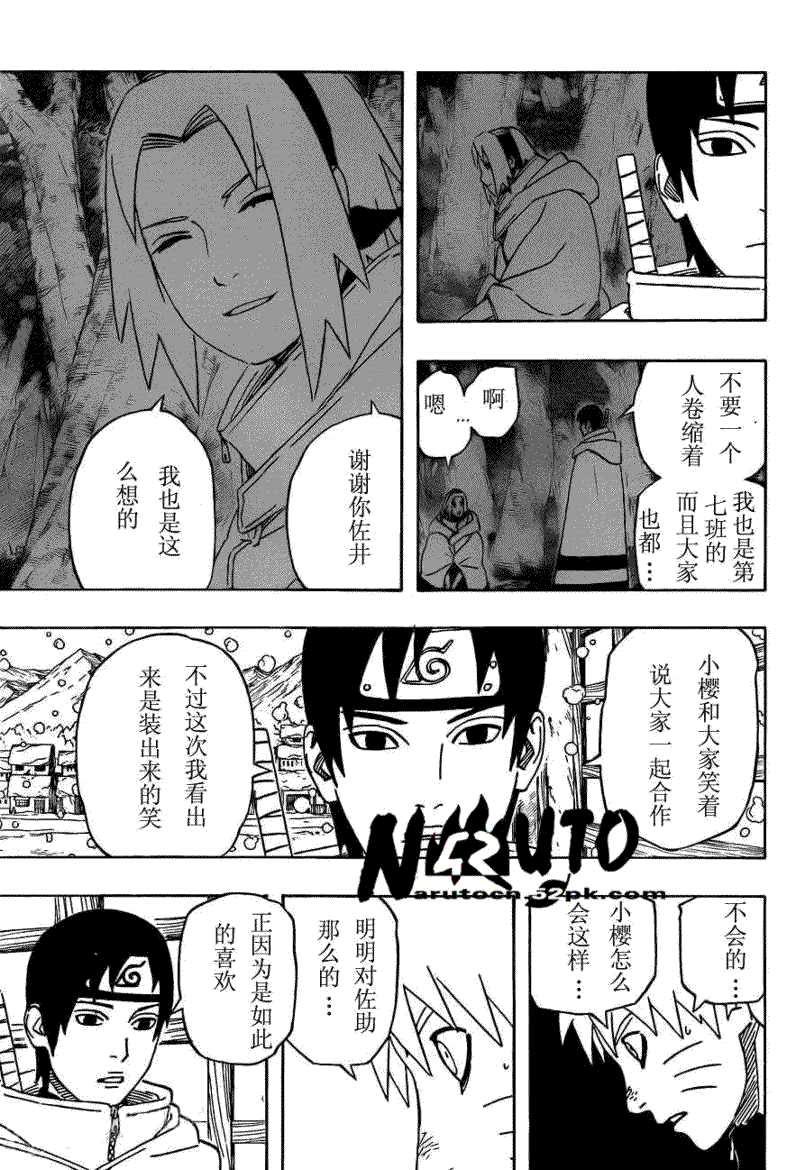 不要一个
人卷缩着
我也是第
七班的
而且大家
也都…
啊
嗯…
谢谢你佐井
我也是这
么想的
小樱和大家笑着
说大家一起合作
不过这次我看出
来是装出来的笑
NARUTO
Narutocn.52pk.com
不会的…
小樱怎么
会这样…
明明对佐助
那么的…
正因为是如此
的喜欢